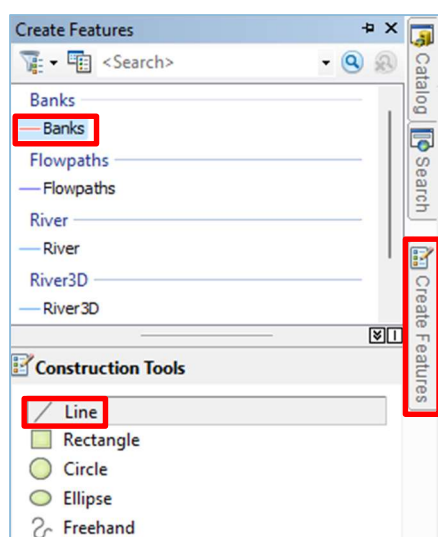 Create Features
<Search>
Banks
Banks
Flowpaths
Flowpaths
River
River
River3D
River3D
Construction Tools
Line
Rectangle
Circle
Ellipse
Freehand
Catalog
Search
Create Features